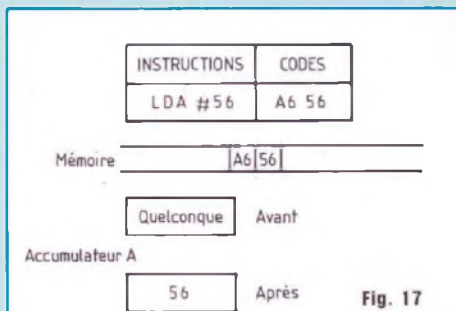 INSTRUCTIONS CODES
LDA #56 A6 56
Mémoire A6 56
Quelconque Avant
Accumulateur A
56 Après
Fig. 17